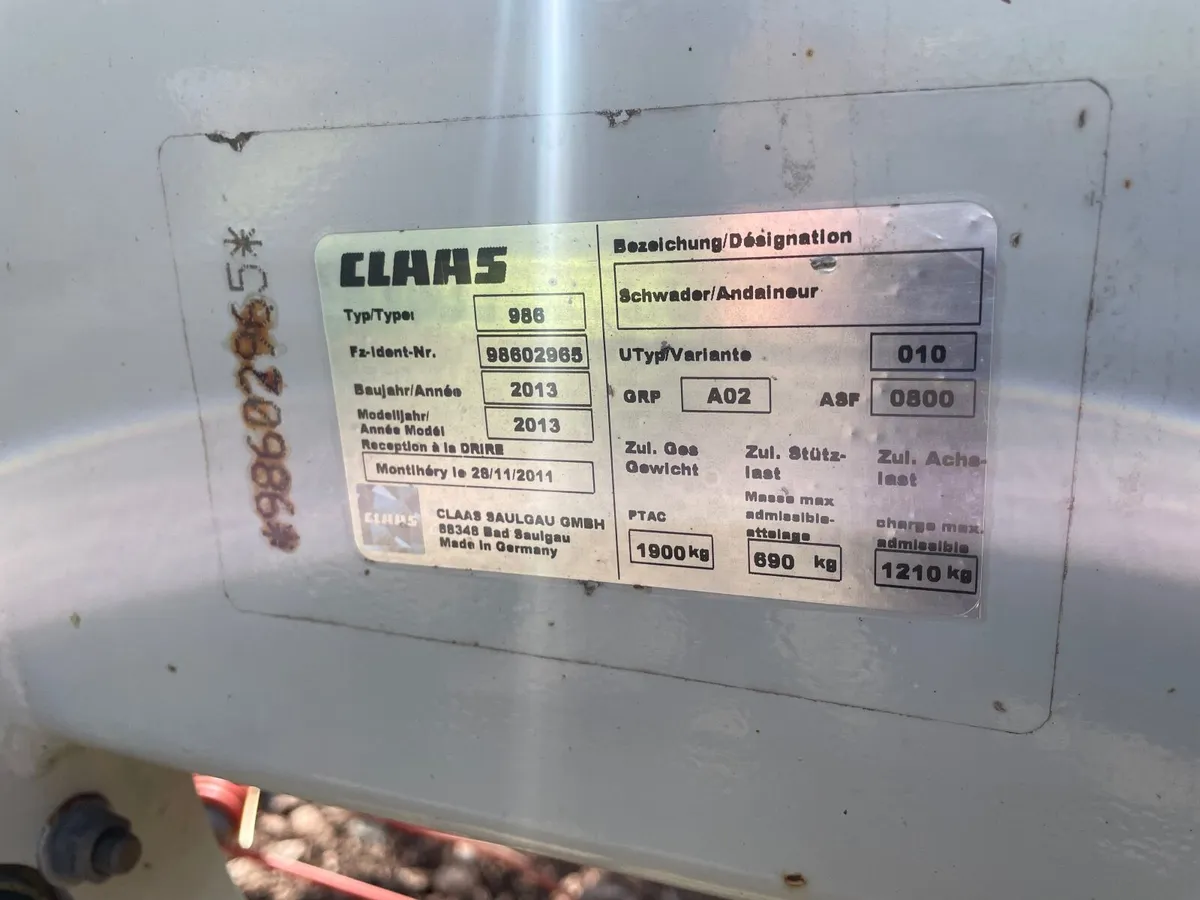 *98602965*
CLAAS
Typ/Type: 986
Fz-Ident-Nr. 98602965
Baujahr/Année 2013
Modelljahr/
Année Modél 2013
Reception à la DRIRE
Montlhéry le 28/11/2011
CLAAS
CLAAS SAULGAU GMBH
88348 Bad Saulgau
Made in Germany
Bezeichung/Désignation
Schwader/Andaineur
UTyp/Variante 010
GRP A02 ASF 0800
Zul. Ges
Gewicht
PTAC
1900 kg
Zul. Stütz-
last
Masse max
admissible-
attelage
690 kg
Zul. Achs-
last
charge max.
admissible
1210 kg